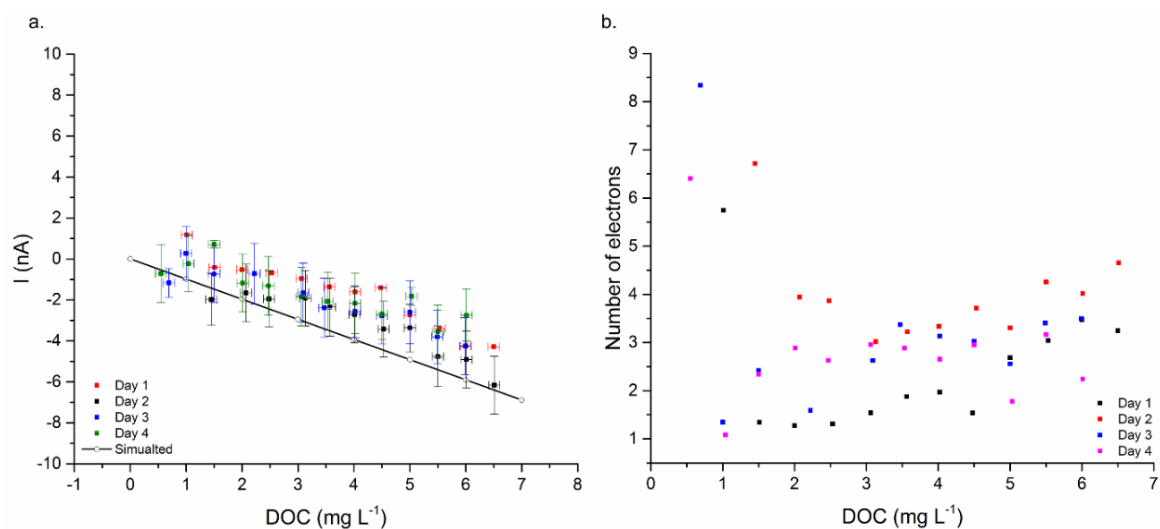 a.
10
8
6
4
2
0
-2
-4
-6
-8
-10
I (nA)
Day 1
Day 2
Day 3
Day 4
Simualted
-1 0 1 2 3 4 5 6 7 8
DOC (mg L⁻¹)
b.
9
8
7
6
5
4
3
2
1
Number of electrons
Day 1
Day 2
Day 3
Day 4
0 1 2 3 4 5 6 7
DOC (mg L⁻¹)